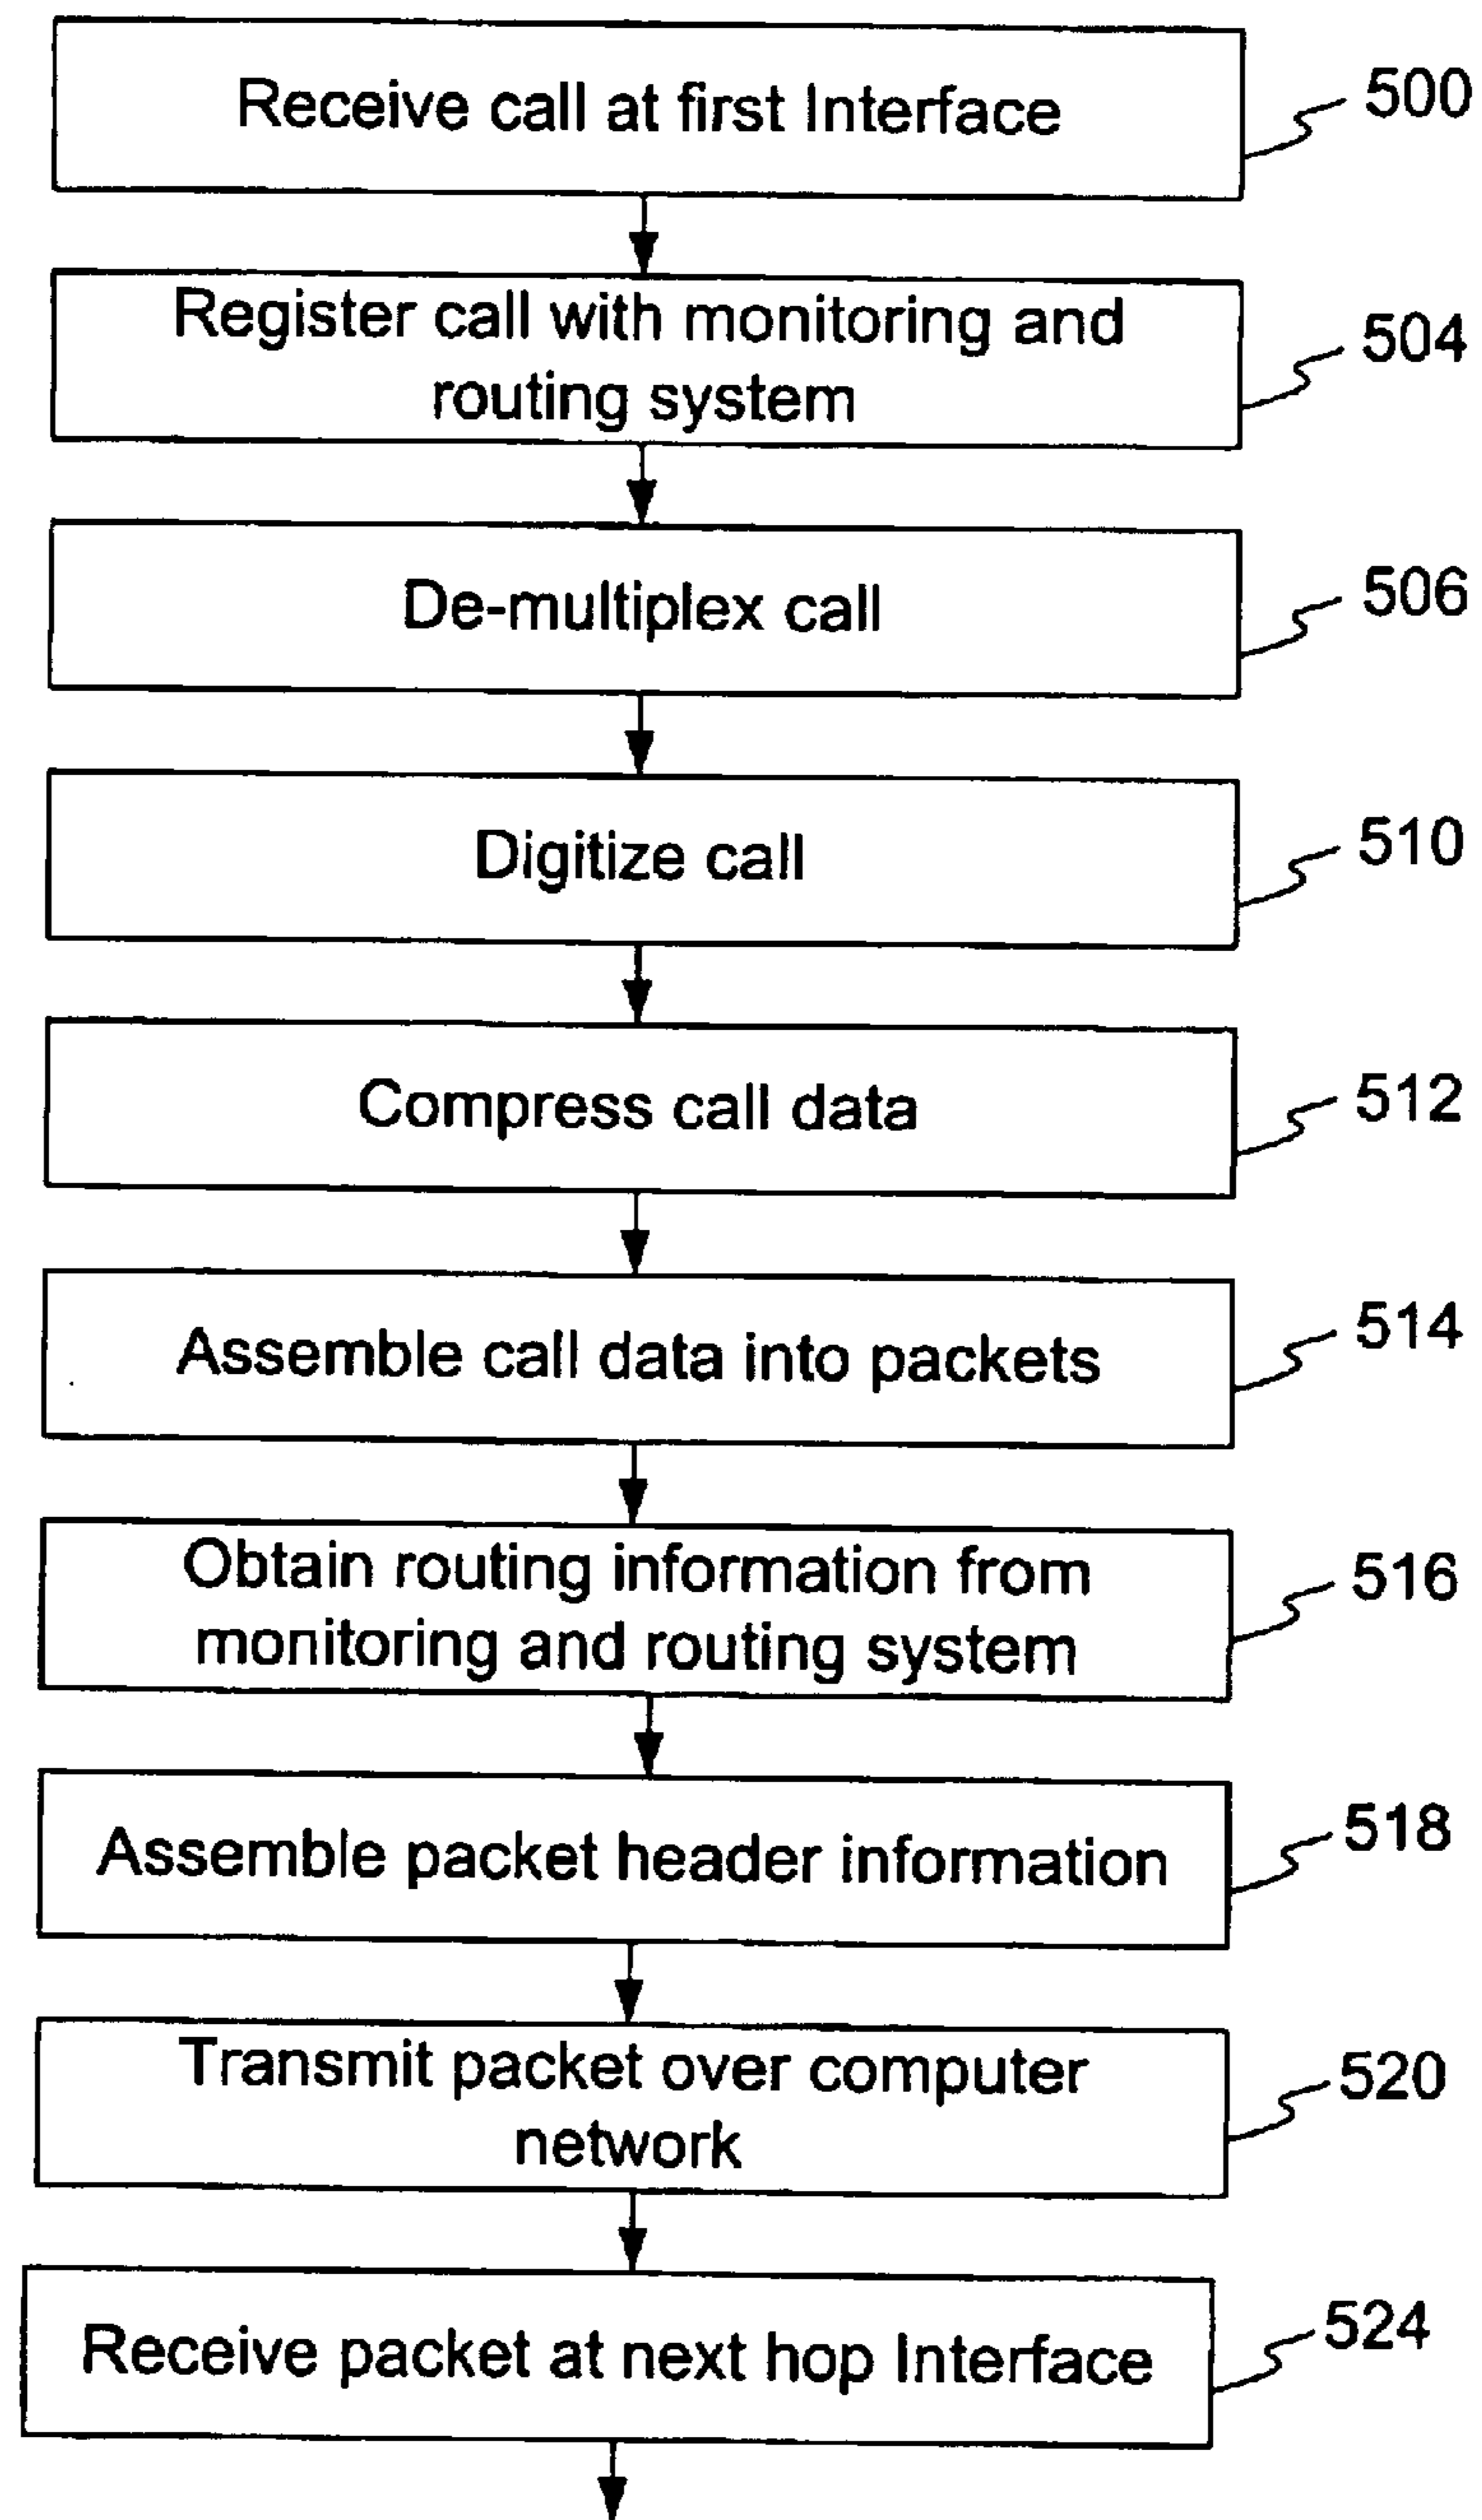 Receive call at first Interface
500
Register call with monitoring and
routing system
504
De-multiplex call
506
Digitize call
510
Compress call data
512
Assemble call data into packets
514
Obtain routing information from
monitoring and routing system
516
Assemble packet header information
518
Transmit packet over computer
network
520
Receive packet at next hop Interface
524